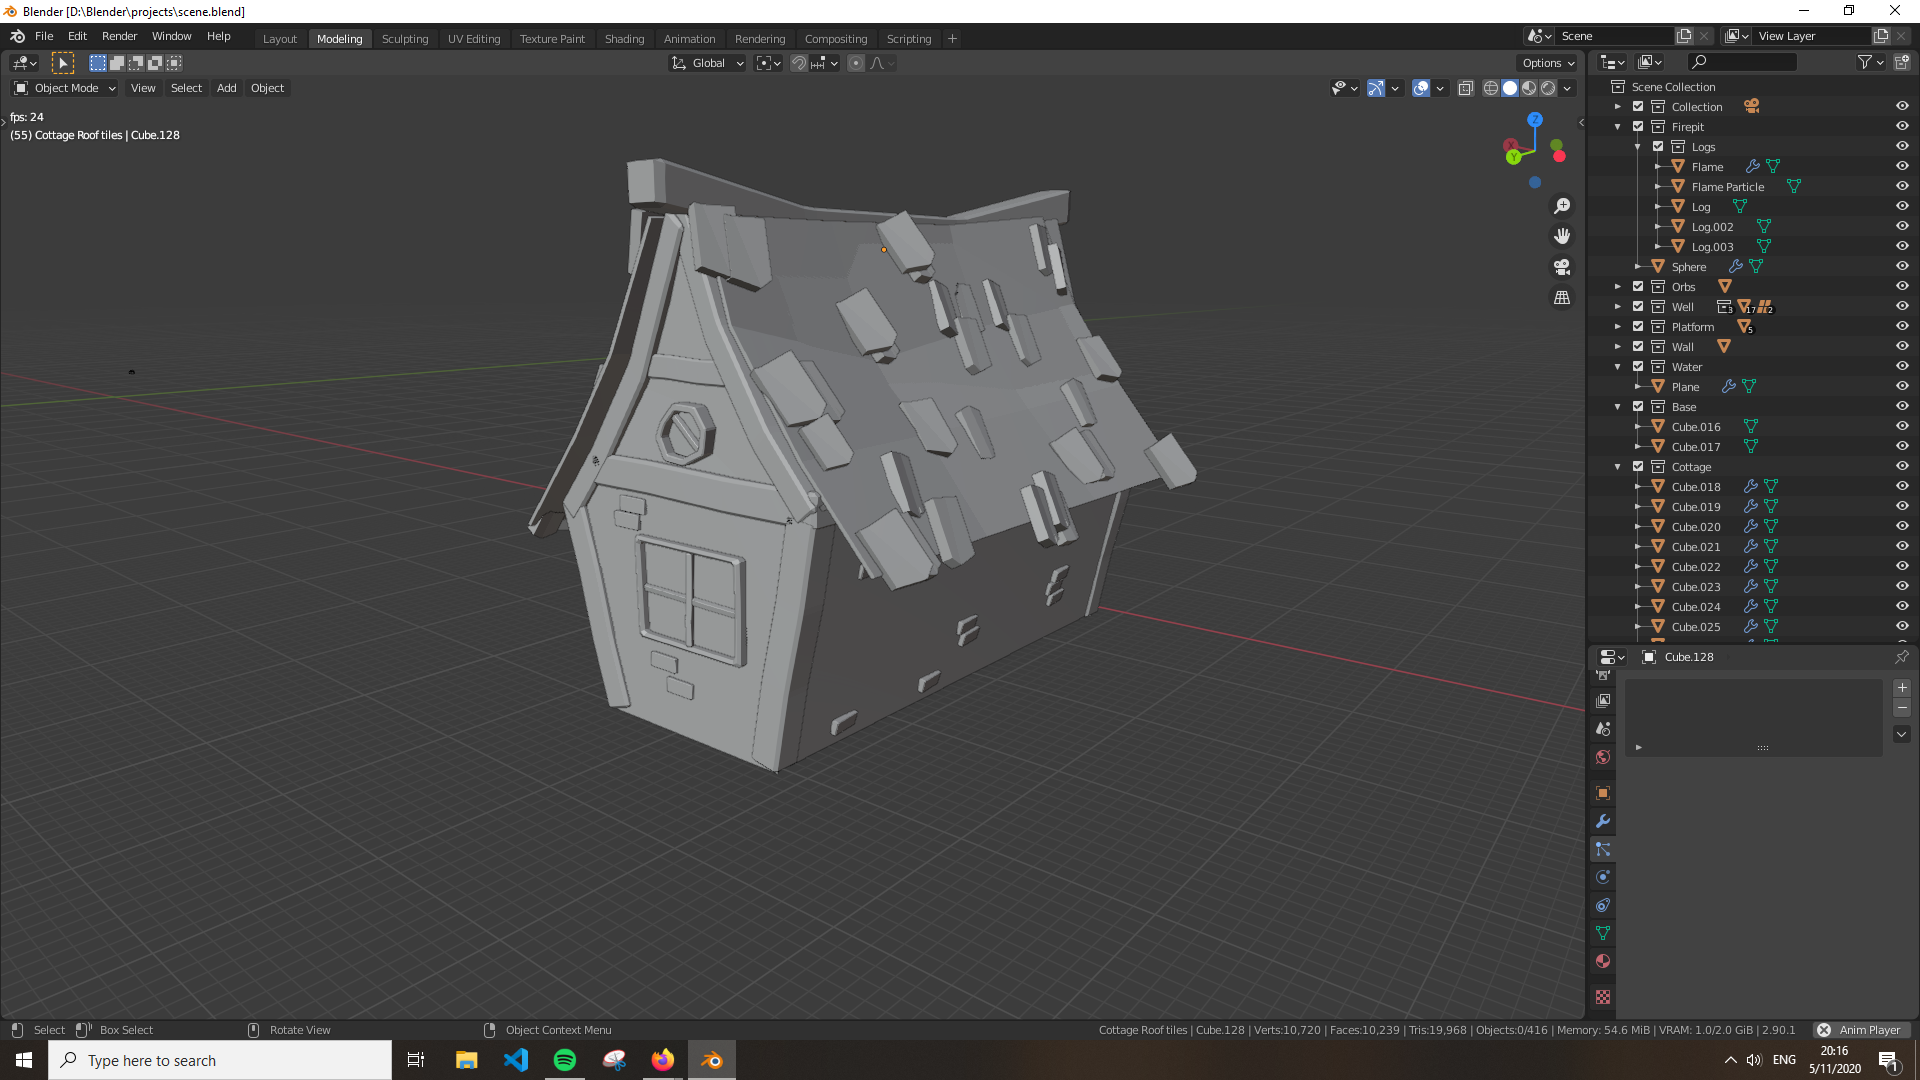 Blender [D:\Blender\projects\scene.blend]
File Edit Render Window Help
Layout Modeling Sculpting UV Editing Texture Paint Shading Animation Rendering Compositing Scripting
Scene
View Layer
Global
Options
Object Mode View Select Add Object
fps: 24
(55) Cottage Roof tiles | Cube.128
Z
X
Y
Scene Collection
Collection
Firepit
Logs
Flame
Flame Particle
Log
Log.002
Log.003
Sphere
Orbs
Well 3 17 2
Platform 5
Wall
Water
Plane
Base
Cube.016
Cube.017
Cottage
Cube.018
Cube.019
Cube.020
Cube.021
Cube.022
Cube.023
Cube.024
Cube.025
Cube.128
Select Box Select Rotate View Object Context Menu
Cottage Roof tiles | Cube.128 | Verts:10,720 | Faces:10,239 | Tris:19,968 | Objects:0/416 | Memory: 54.6 MiB | VRAM: 1.0/2.0 GiB | 2.90.1
Anim Player
Type here to search
ENG
20:16
5/11/2020
1